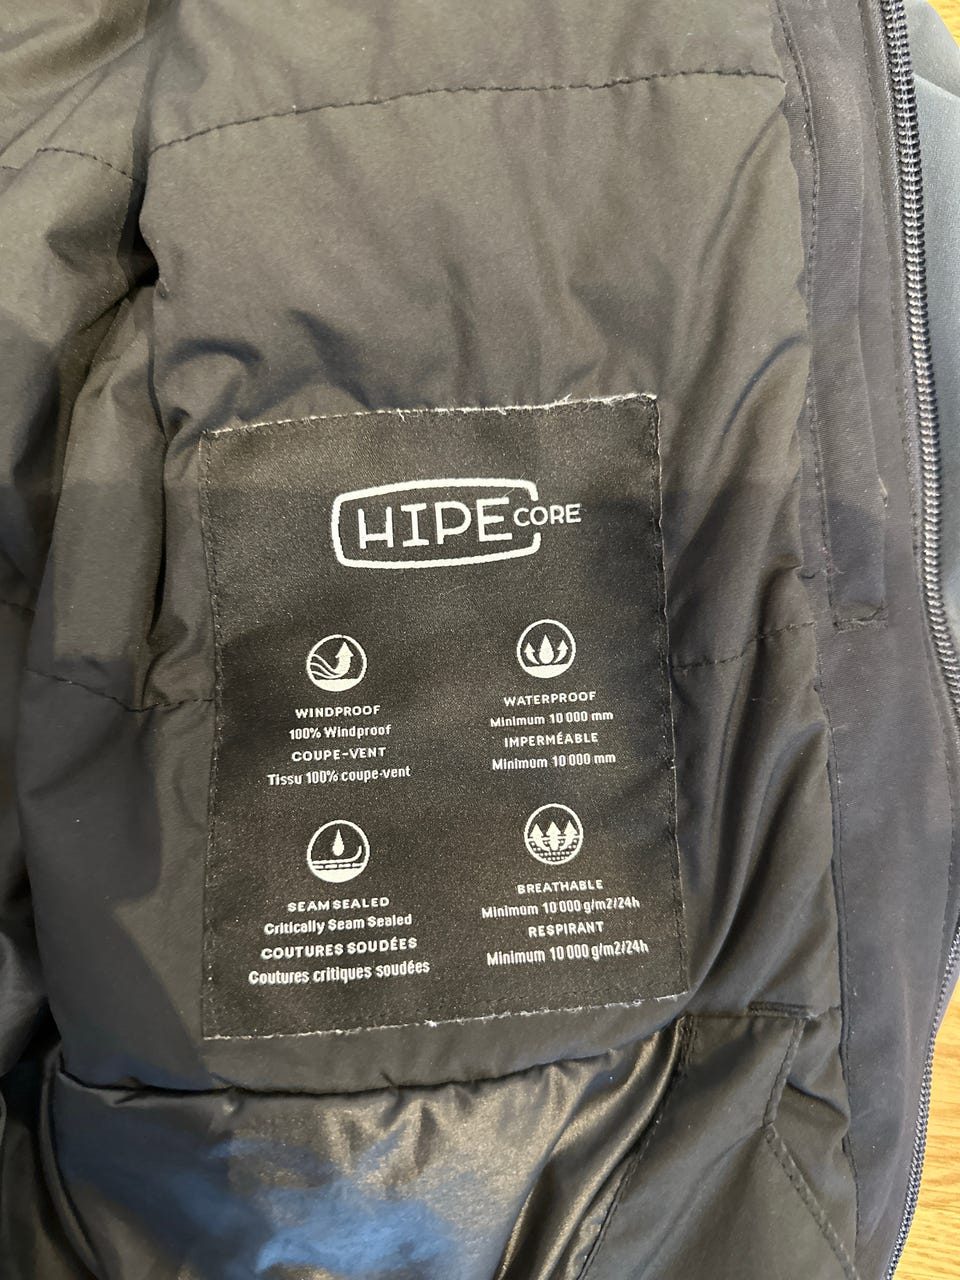 HIPE CORE
WINDPROOF
100% Windproof
COUPE-VENT
Tissu 100% coupe-vent
WATERPROOF
Minimum 10 000 mm
IMPERMÉABLE
Minimum 10 000 mm
SEAM SEALED
Critically Seam Sealed
COUTURES SOUDÉES
Coutures critiques soudées
BREATHABLE
Minimum 10 000 g/m2/24h
RESPIRANT
Minimum 10 000 g/m2/24h